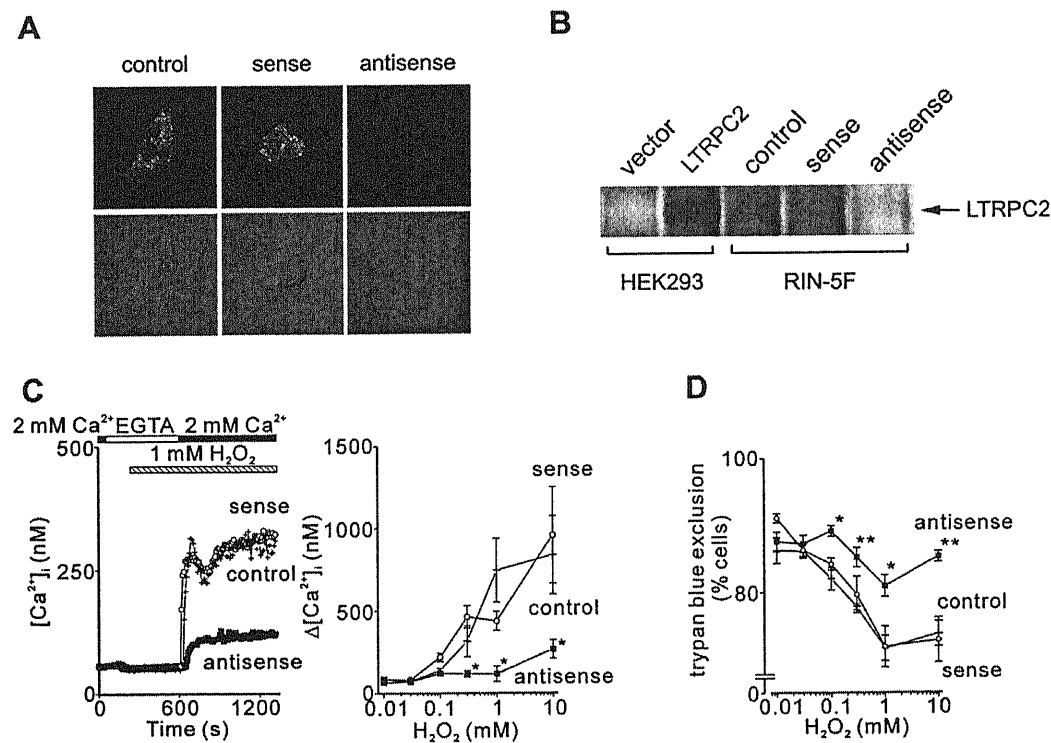 A
control sense antisense
B
vector LTRPC2 control sense antisense
LTRPC2
HEK293 RIN-5F
C
2 mM Ca²⁺ EGTA 2 mM Ca²⁺
1 mM H₂O₂
500
250
0
[Ca²⁺]ᵢ (nM)
sense
control
antisense
0 600 1200
Time (s)
1500
1000
500
0
Δ[Ca²⁺]ᵢ (nM)
sense
control
* * *
antisense
0.01 0.1 1 10
H₂O₂ (mM)
D
100
80
0
trypan blue exclusion
(% cells)
* ** * **
antisense
control
sense
0.01 0.1 1 10
H₂O₂ (mM)